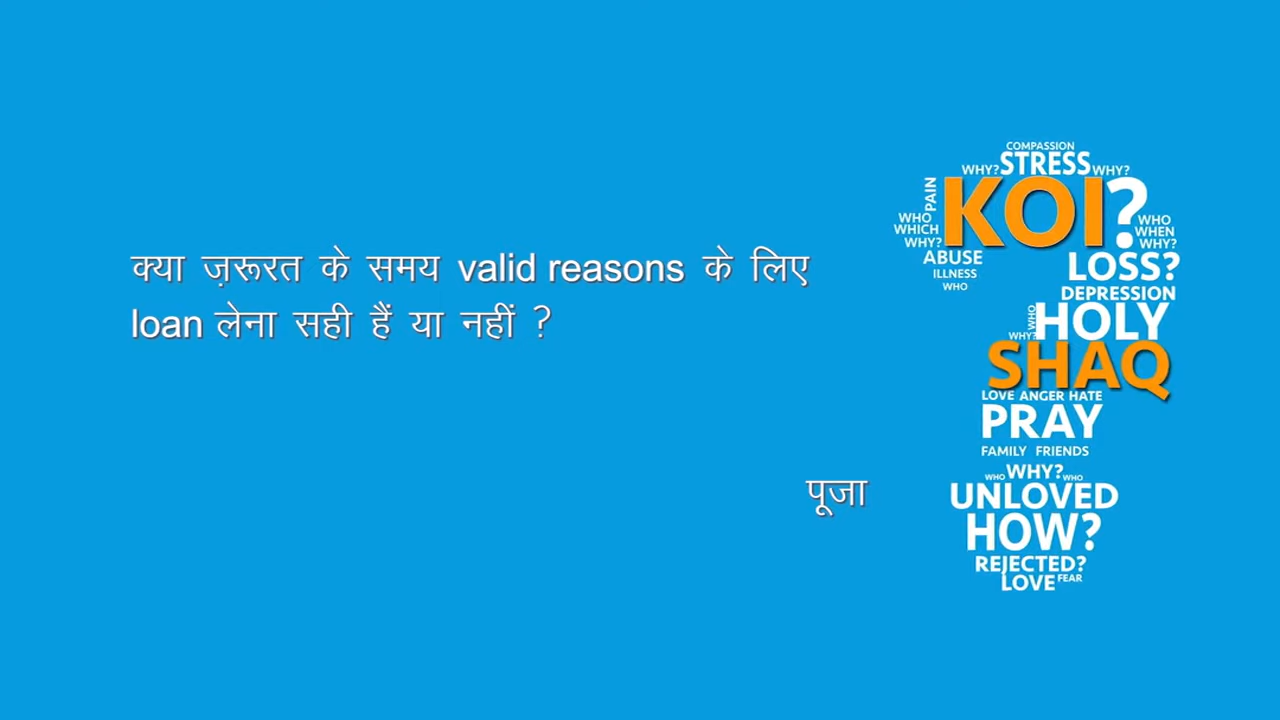 क्या ज़रूरत के समय valid reasons के लिए
loan लेना सही हैं या नहीं ?
पूजा
COMPASSION
WHY? STRESS WHY?
PAIN
KOI?
WHO
WHICH
WHY?
WHO
WHEN
WHY?
ABUSE
LOSS?
ILLNESS
WHO
DEPRESSION
WHO
HOLY
WHY?
SHAQ
LOVE ANGER HATE
PRAY
FAMILY FRIENDS
WHO WHY? WHO
UNLOVED
HOW?
REJECTED?
LOVE FEAR